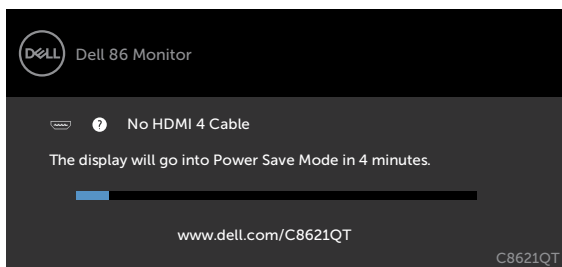 DELL
Dell 86 Monitor
? No HDMI 4 Cable
The display will go into Power Save Mode in 4 minutes.
www.dell.com/C8621QT
C8621QT